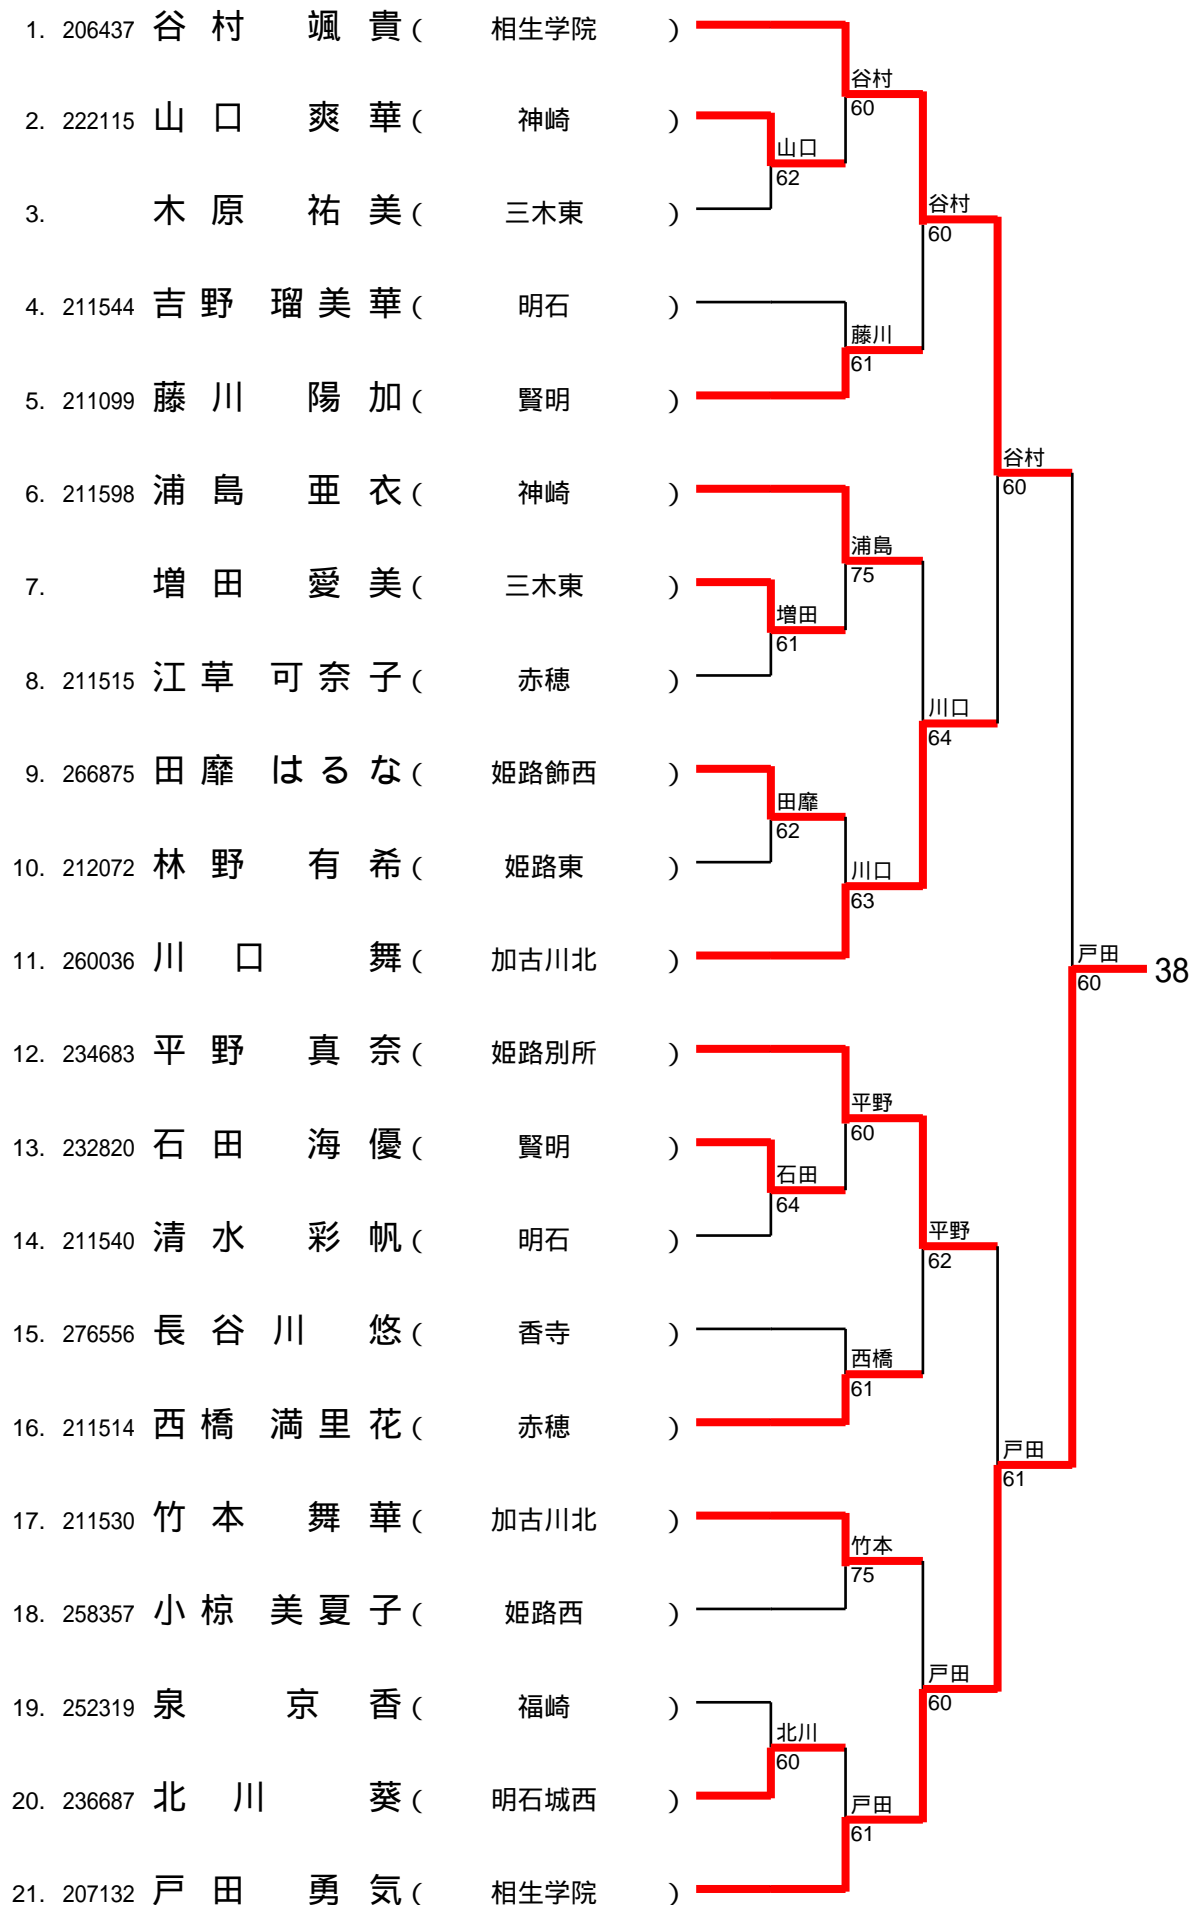 1. 206437 谷村 颯貴( 相生学院 )
谷村
60
2. 222115 山口 爽華( 神崎 )
山口
62
3. 木原 祐美( 三木東 )
谷村
60
4. 211544 吉野 瑠美華( 明石 )
藤川
61
5. 211099 藤川 陽加( 賢明 )
谷村
60
6. 211598 浦島 亜衣( 神崎 )
浦島
75
7. 増田 愛美( 三木東 )
増田
61
8. 211515 江草 可奈子( 赤穂 )
川口
64
9. 266875 田靡 はるな( 姫路飾西 )
田靡
62
10. 212072 林野 有希( 姫路東 )
川口
63
11. 260036 川口 舞( 加古川北 )
戸田
60
38
12. 234683 平野 真奈( 姫路別所 )
平野
60
13. 232820 石田 海優( 賢明 )
石田
64
14. 211540 清水 彩帆( 明石 )
平野
62
15. 276556 長谷川 悠( 香寺 )
西橋
61
16. 211514 西橋 満里花( 赤穂 )
戸田
61
17. 211530 竹本 舞華( 加古川北 )
竹本
75
18. 258357 小椋 美夏子( 姫路西 )
戸田
60
19. 252319 泉 京香( 福崎 )
北川
60
20. 236687 北川 葵( 明石城西 )
戸田
61
21. 207132 戸田 勇気( 相生学院 )